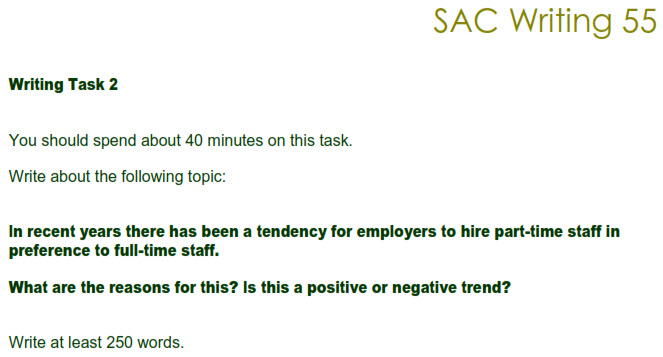 SAC Writing 55
Writing Task 2
You should spend about 40 minutes on this task.
Write about the following topic:
In recent years there has been a tendency for employers to hire part-time staff in
preference to full-time staff.
What are the reasons for this? Is this a positive or negative trend?
Write at least 250 words.